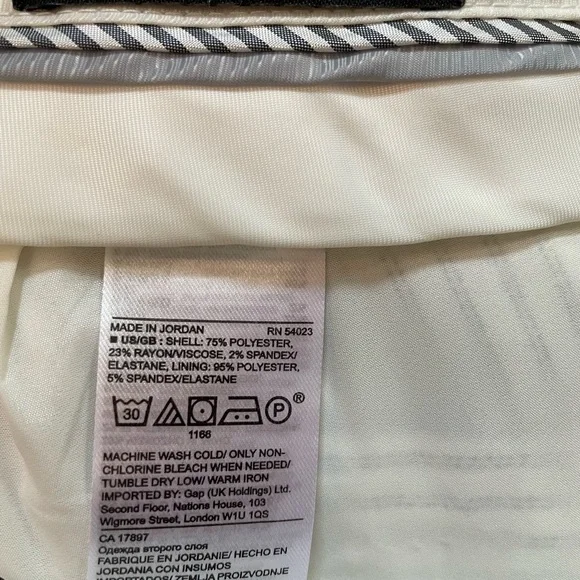 MADE IN JORDAN RN 54023
■ US/GB : SHELL: 75% POLYESTER,
23% RAYON/VISCOSE, 2% SPANDEX/
ELASTANE, LINING: 95% POLYESTER,
5% SPANDEX/ELASTANE
30 P ®
1166
MACHINE WASH COLD/ ONLY NON-
CHLORINE BLEACH WHEN NEEDED/
TUMBLE DRY LOW/ WARM IRON
IMPORTED BY: Gap (UK Holdings) Ltd.
Second Floor, Nations House, 103
Wigmore Street, London W1U 1QS
CA 17897
Одежда второго слоя
FABRIQUE EN JORDANIE/ HECHO EN
JORDANIA CON INSUMOS
IMPORTADOS/ ЗЕМЛЯ ПРОИЗВОДНЕ